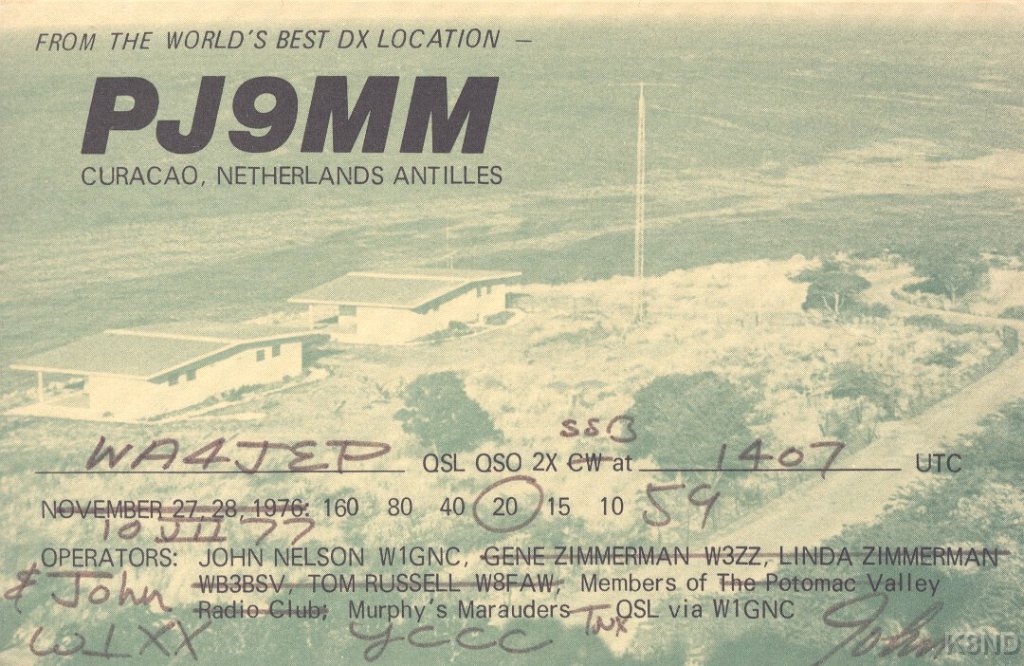 FROM THE WORLD'S BEST DX LOCATION —
PJ9MM
CURACAO, NETHERLANDS ANTILLES
SSB
WA4JED QSL QSO 2X CW at 1407 UTC
NOVEMBER 27, 28, 1976: 160 80 40 20 15 10 59
10 JUL 77
OPERATORS: JOHN NELSON W1GNC, GENE ZIMMERMAN W3ZZ, LINDA ZIMMERMAN
WB3BSV, TOM RUSSELL W8FAW, Members of The Potomac Valley
& John Radio Club; Murphy's Marauders TNX QSL via W1GNC
W1XX YCCC John
K8ND